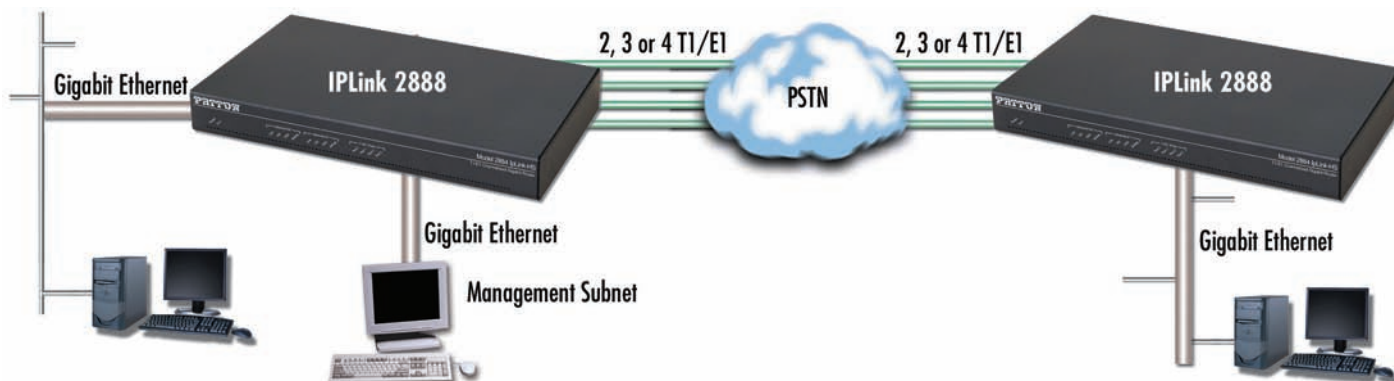 2, 3 or 4 T1/E1
2, 3 or 4 T1/E1
IPLink 2888
PSTN
IPLink 2888
Gigabit Ethernet
PATTON
PATTON
Gigabit Ethernet
Gigabit Ethernet
Management Subnet